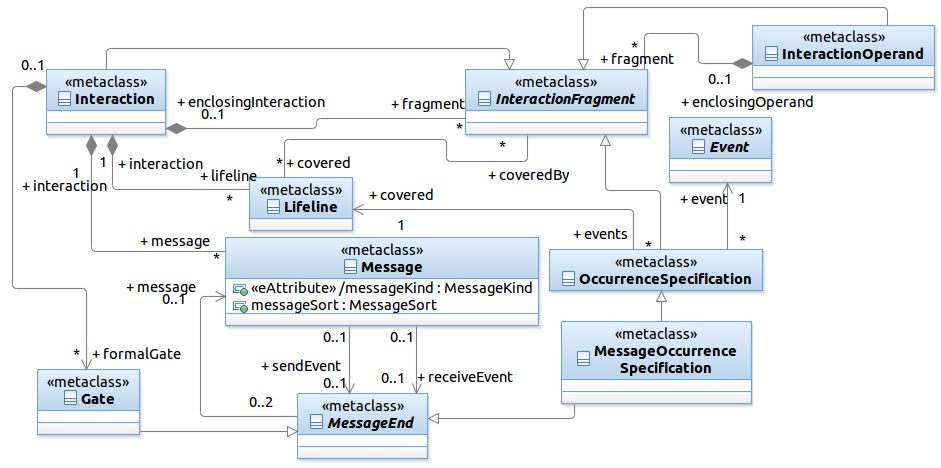 «metaclass»
InteractionOperand
0..1
«metaclass»
Interaction
«metaclass»
InteractionFragment
*
+ fragment
0..1
+ enclosingOperand
+ enclosingInteraction
0..1
+ fragment
*
«metaclass»
Event
1
+ interaction
1
+ interaction
+ lifeline
*
* + covered
*
+ coveredBy
«metaclass»
Lifeline
+ covered
1
+ event 1
+ events
*
*
+ message
*
«metaclass»
Message
«eAttribute» /messageKind : MessageKind
messageSort : MessageSort
«metaclass»
OccurrenceSpecification
+ message
0..1
0..1
0..1
«metaclass»
MessageOccurrence
Specification
* + formalGate
+ sendEvent
0..1
0..1 + receiveEvent
«metaclass»
Gate
0..2
«metaclass»
MessageEnd